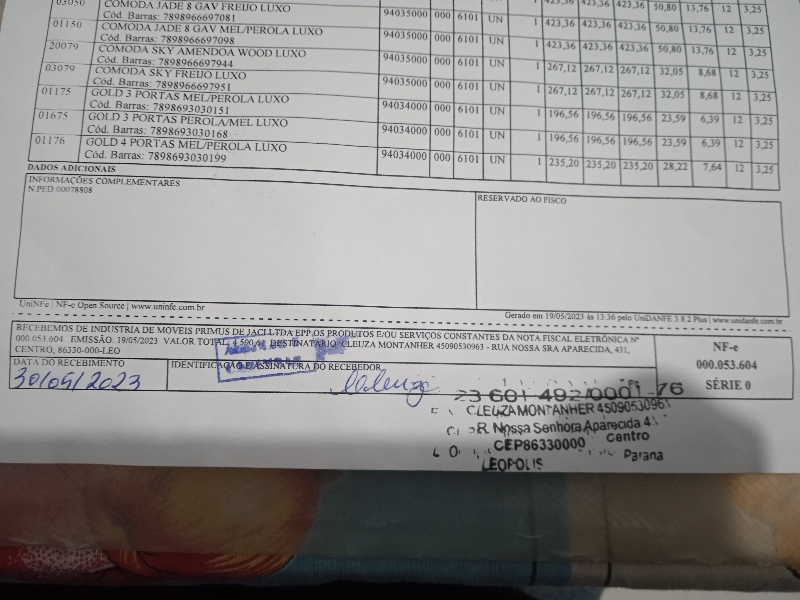 03050 COMODA JADE 8 GAV FREIJO LUXO 94035000 000 6101 UN 1 423,36 423,36 423,36 50,80 13,76 12 3,25
Cód. Barras: 7898966697081
01150 COMODA JADE 8 GAV MEL/PEROLA LUXO 94035000 000 6101 UN 1 423,36 423,36 423,36 50,80 13,76 12 3,25
Cód. Barras: 7898966697098
20079 COMODA SKY AMENDOA WOOD LUXO 94035000 000 6101 UN 1 267,12 267,12 267,12 32,05 8,68 12 3,25
Cód. Barras: 7898966697944
03079 COMODA SKY FREIJO LUXO 94035000 000 6101 UN 1 267,12 267,12 267,12 32,05 8,68 12 3,25
Cód. Barras: 7898966697951
01175 GOLD 3 PORTAS MEL/PEROLA LUXO 94034000 000 6101 UN 1 196,56 196,56 196,56 23,59 6,39 12 3,25
Cód. Barras: 7898693030151
01675 GOLD 3 PORTAS PEROLA/MEL LUXO 94034000 000 6101 UN 1 196,56 196,56 196,56 23,59 6,39 12 3,25
Cód. Barras: 7898693030168
01176 GOLD 4 PORTAS MEL/PEROLA LUXO 94034000 000 6101 UN 1 235,20 235,20 235,20 28,22 7,64 12 3,25
Cód. Barras: 7898693030199
DADOS ADICIONAIS
INFORMAÇÕES COMPLEMENTARES
N.PED:00078808
RESERVADO AO FISCO
UniNFe | NF-e Open Source | www.uninfe.com.br
Gerado em 19/05/2023 às 13:36 pelo UniDANFE 3.8.2 Plus | www.unidanfe.com.br
RECEBEMOS DE INDUSTRIA DE MOVEIS PRIMUS DE JACI LTDA EPP OS PRODUTOS E/OU SERVIÇOS CONSTANTES DA NOTA FISCAL ELETRÔNICA Nº
000.053.604. EMISSÃO: 19/05/2023 VALOR TOTAL: 4.590,61 DESTINATÁRIO: CLEUZA MONTANHER 45090530963 - RUA NOSSA SRA APARECIDA, 431,
CENTRO, 86330-000-LEO
NF-e
000.053.604
SÉRIE 0
DATA DO RECEBIMENTO
IDENTIFICAÇÃO E ASSINATURA DO RECEBEDOR
30/05/2023
Cleuza
23 601 492/0001-76
CLEUZA MONTANHER 4509053096
R. Nossa Senhora Aparecida 4
CEP86330000 Centro
LEOPOLIS Parana